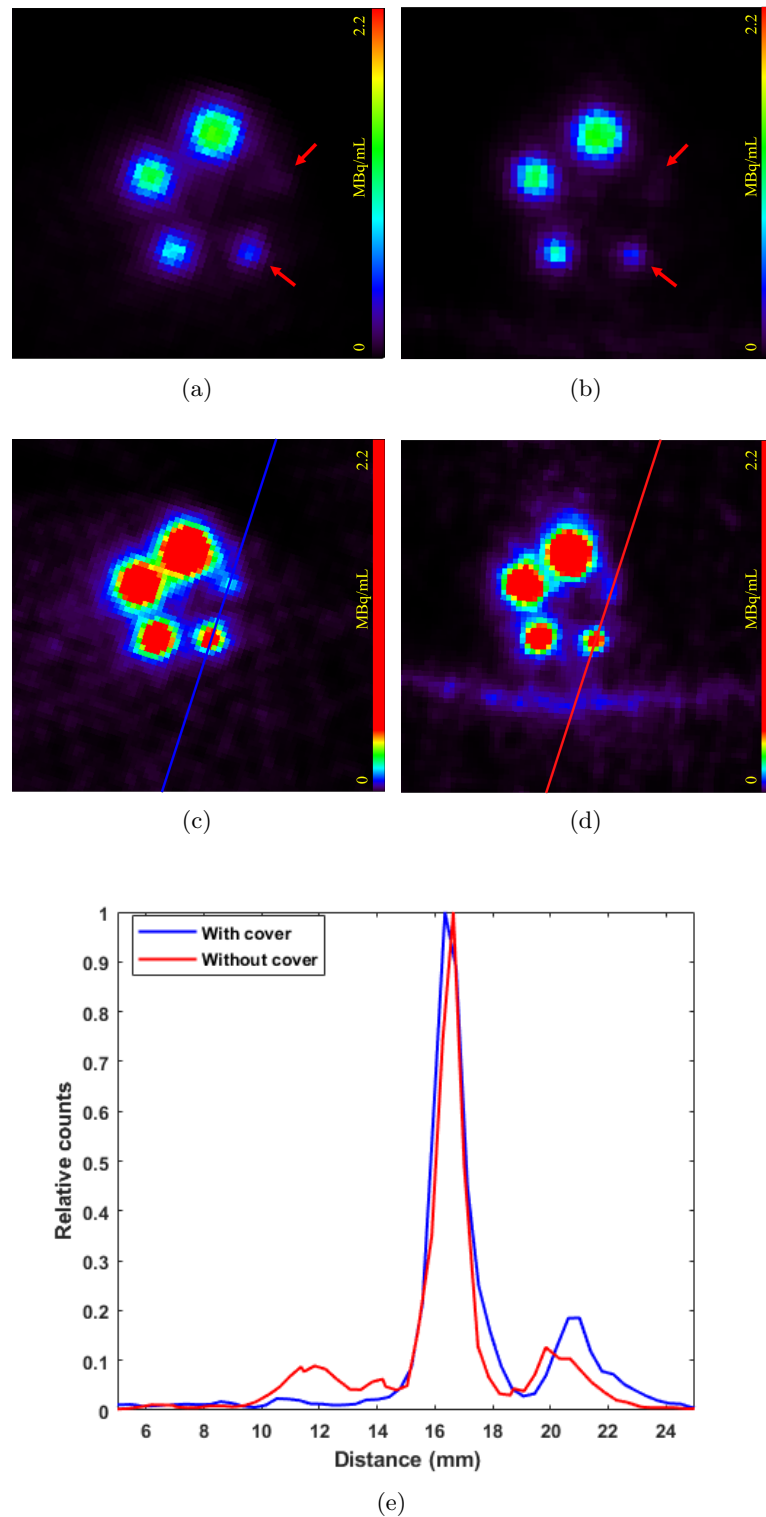 2.2
MBq/mL
0
2.2
MBq/mL
0
(a)
(b)
2.2
MBq/mL
0
2.2
MBq/mL
0
(c)
(d)
With cover
Without cover
1
0.9
0.8
0.7
0.6
0.5
0.4
0.3
0.2
0.1
0
Relative counts
6 8 10 12 14 16 18 20 22 24
Distance (mm)
(e)